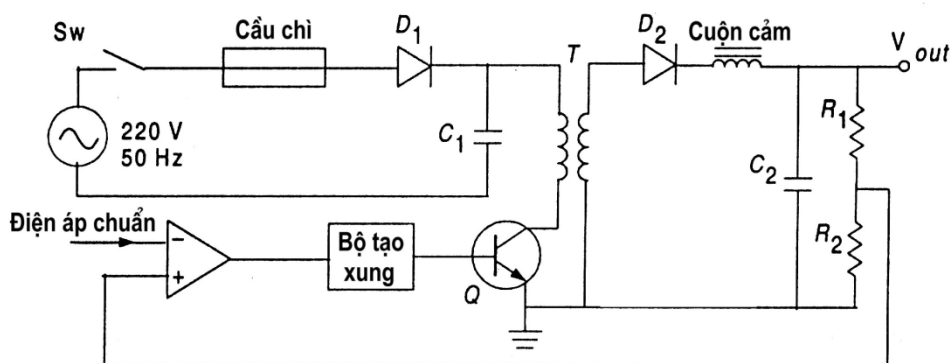 Sw
Cầu chì
D1
T
D2
Cuộn cảm
V out
220 V
50 Hz
C1
C2
R1
R2
Điện áp chuẩn
−
+
Bộ tạo
xung
Q